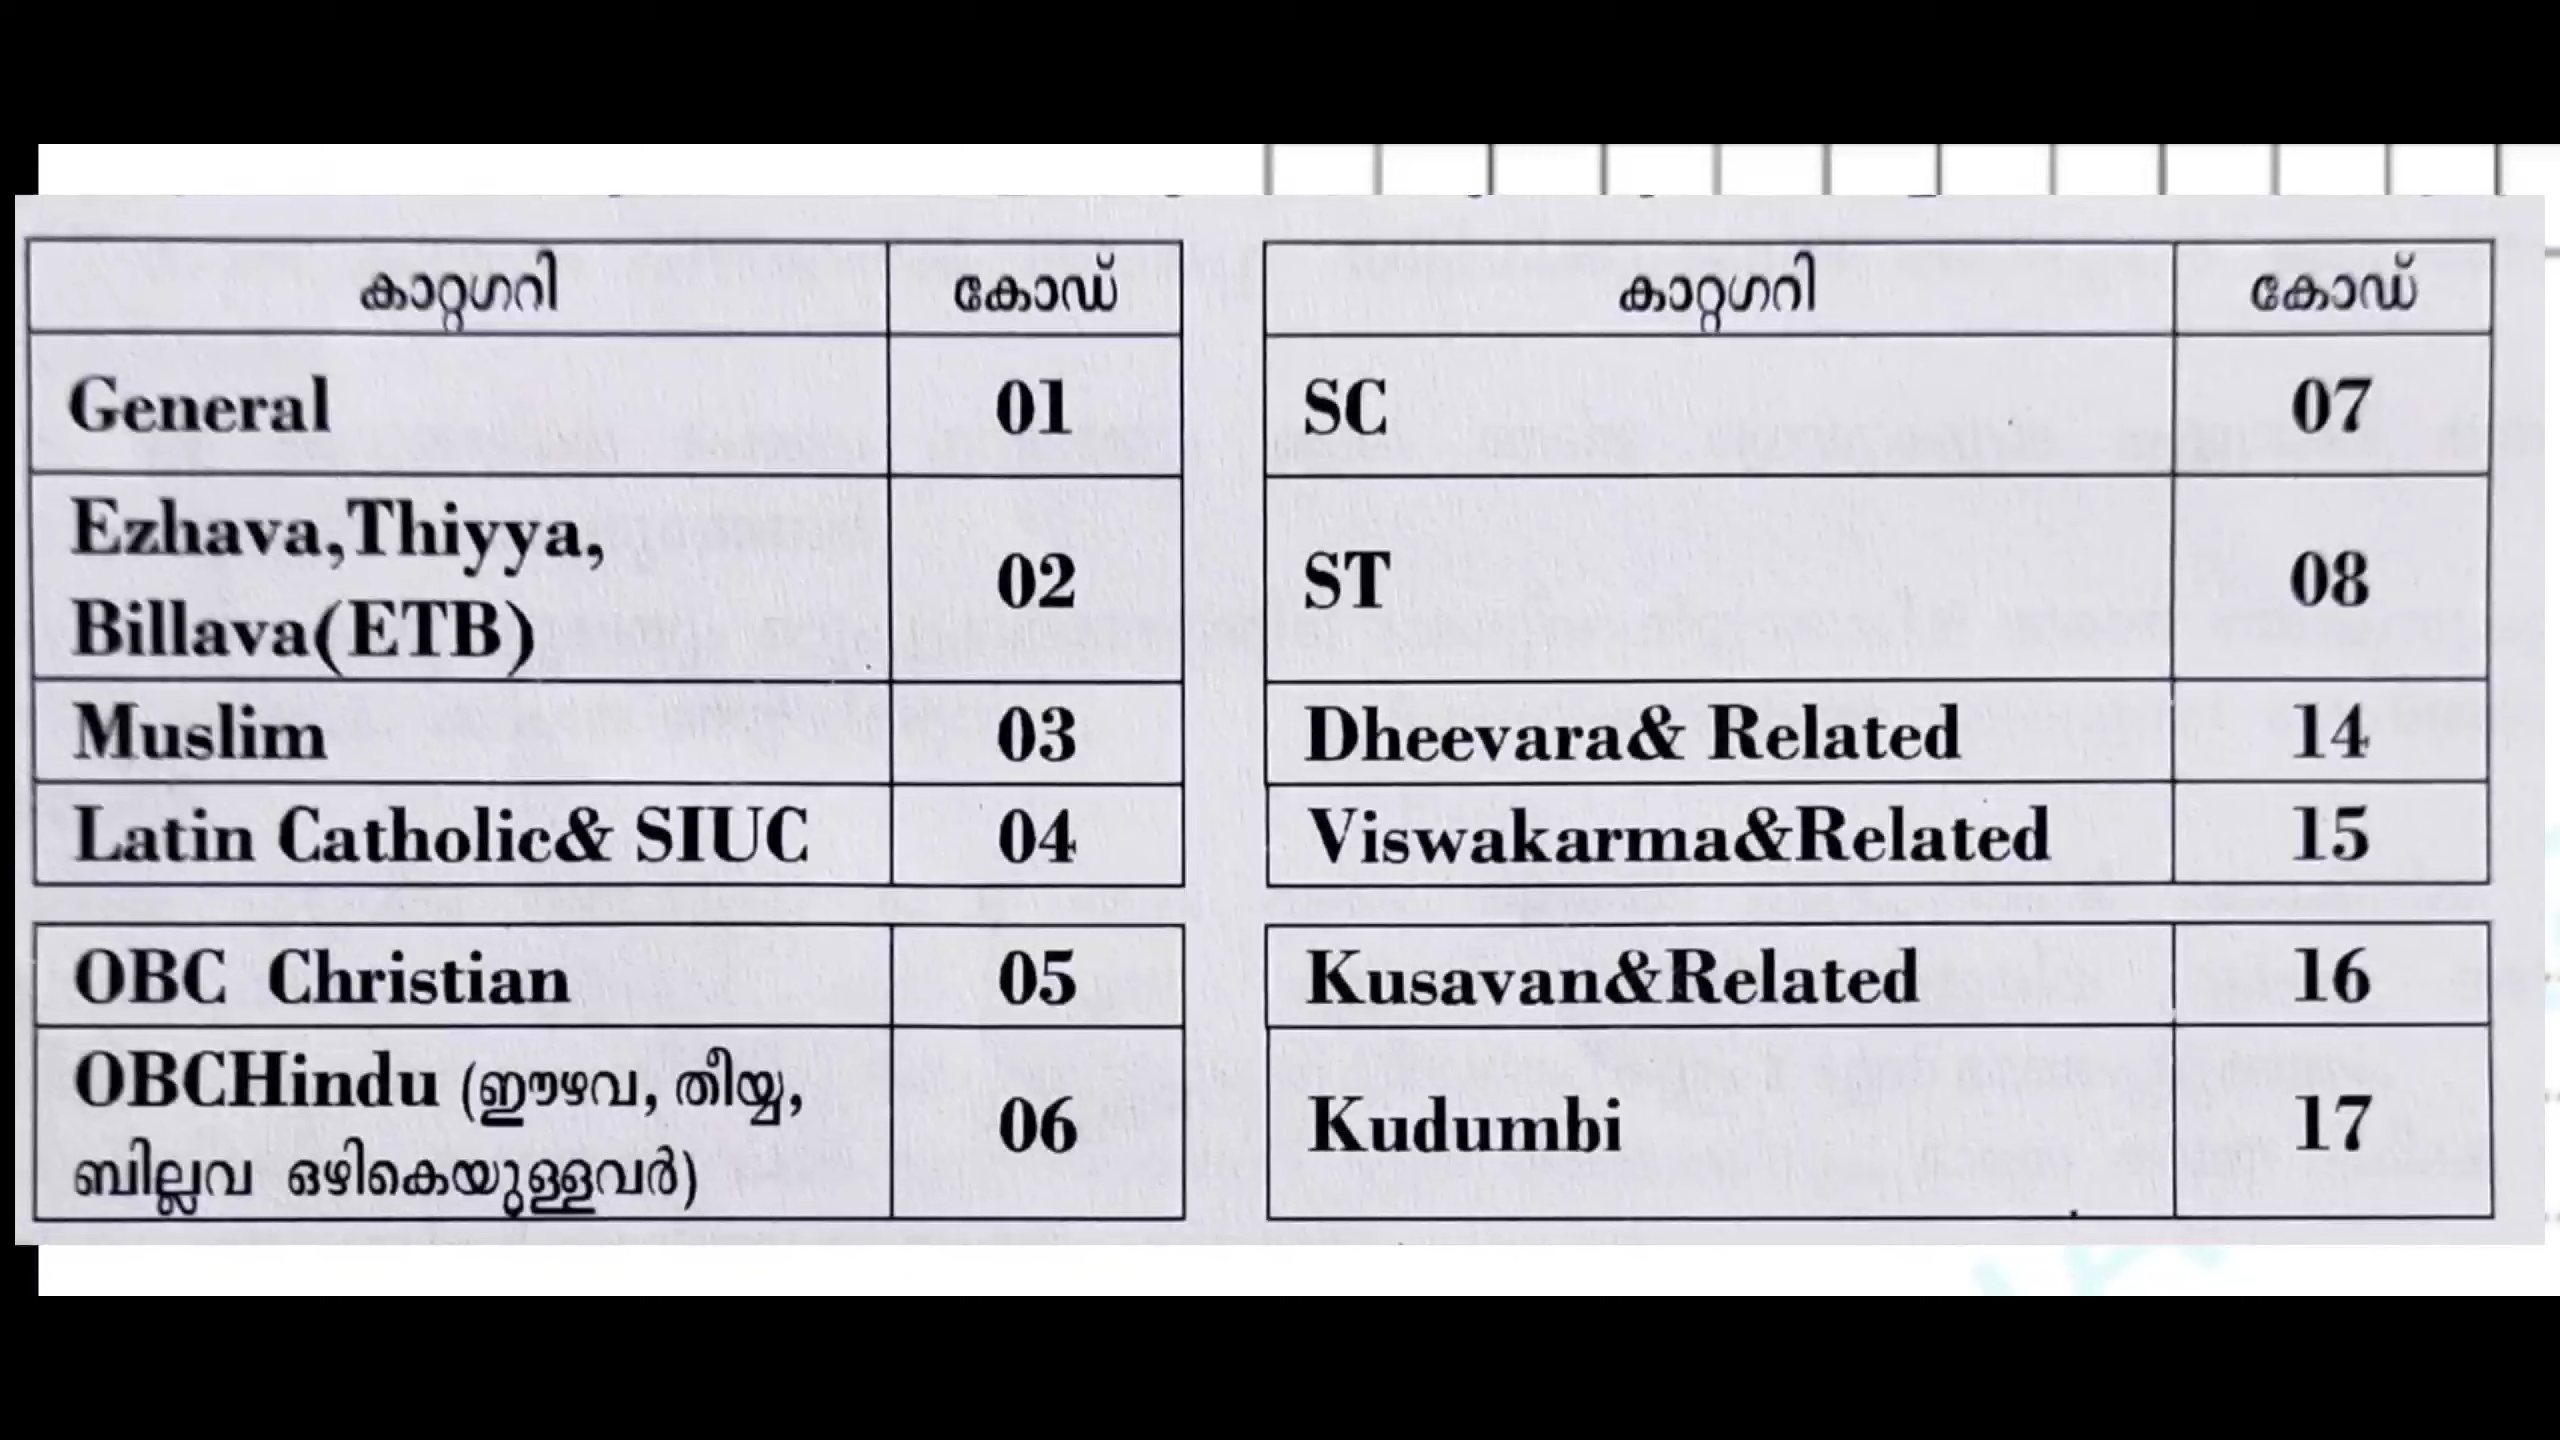 കാറ്റഗറി കോഡ്
General 01
Ezhava,Thiyya,
Billava(ETB) 02
Muslim 03
Latin Catholic& SIUC 04
OBC Christian 05
OBCHindu (ഈഴവ, തീയ്യ,
ബില്ലവ ഒഴികെയുള്ളവർ) 06
കാറ്റഗറി കോഡ്
SC 07
ST 08
Dheevara& Related 14
Viswakarma&Related 15
Kusavan&Related 16
Kudumbi 17